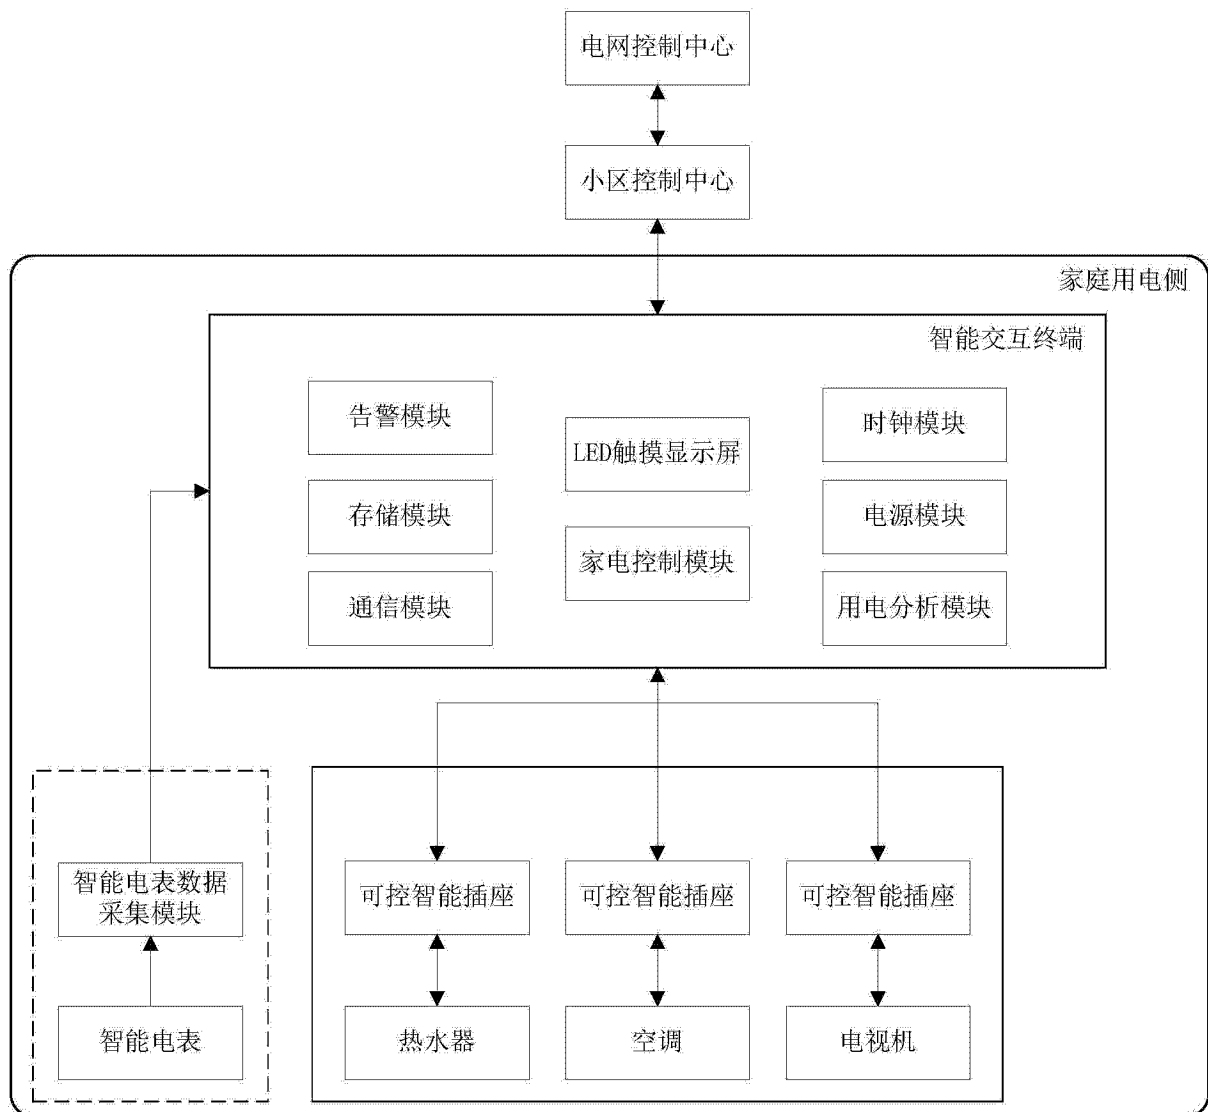 电网控制中心
小区控制中心
家庭用电侧
智能交互终端
告警模块
LED触摸显示屏
时钟模块
存储模块
家电控制模块
电源模块
通信模块
用电分析模块
智能电表数据
采集模块
可控智能插座
可控智能插座
可控智能插座
智能电表
热水器
空调
电视机